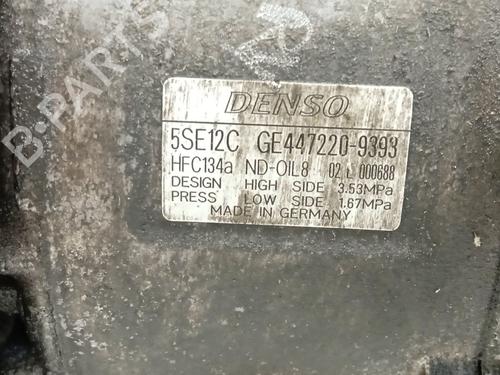 B-PARTS
DENSO
5SE12C GE447220-9393
HFC134a ND-OIL8 02 L 000688
DESIGN HIGH SIDE 3.53MPa
PRESS LOW SIDE 1.67MPa
MADE IN GERMANY